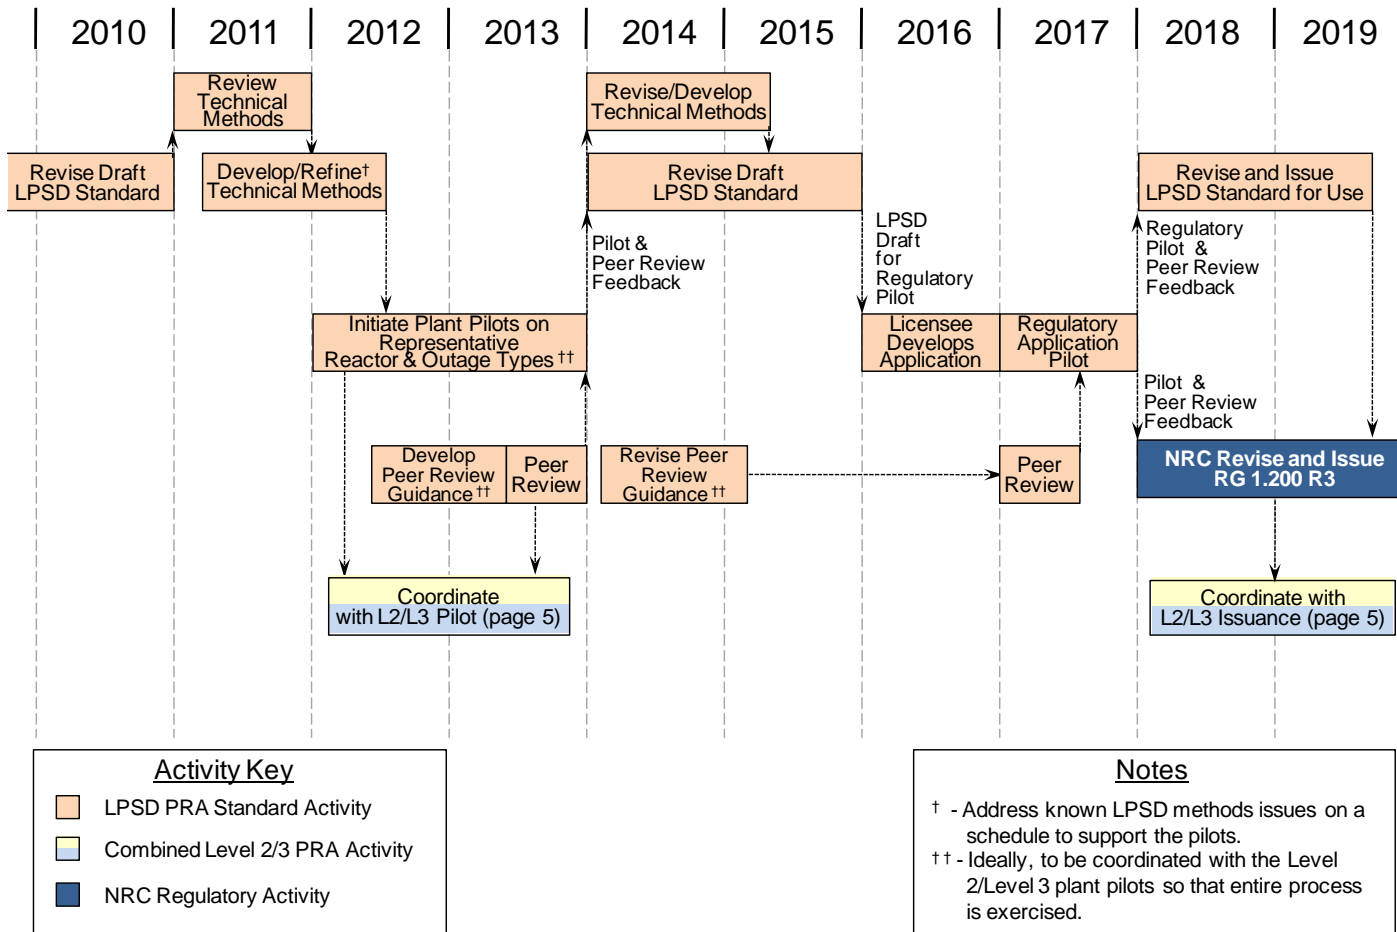 2010 2011 2012 2013 2014 2015 2016 2017 2018 2019
Review
Technical
Methods
Revise/Develop
Technical Methods
Revise Draft
LPSD Standard
Develop/Refine†
Technical Methods
Revise Draft
LPSD Standard
Revise and Issue
LPSD Standard for Use
Pilot &
Peer Review
Feedback
LPSD
Draft
for
Regulatory
Pilot
Regulatory
Pilot &
Peer Review
Feedback
Initiate Plant Pilots on
Representative
Reactor & Outage Types ††
Licensee
Develops
Application
Regulatory
Application
Pilot
Pilot &
Peer Review
Feedback
Develop
Peer Review
Guidance ††
Peer
Review
Revise Peer
Review
Guidance ††
Peer
Review
NRC Revise and Issue
RG 1.200 R3
Coordinate
with L2/L3 Pilot (page 5)
Coordinate with
L2/L3 Issuance (page 5)
Activity Key
LPSD PRA Standard Activity
Combined Level 2/3 PRA Activity
NRC Regulatory Activity
Notes
† - Address known LPSD methods issues on a
schedule to support the pilots.
†† - Ideally, to be coordinated with the Level
2/Level 3 plant pilots so that entire process
is exercised.